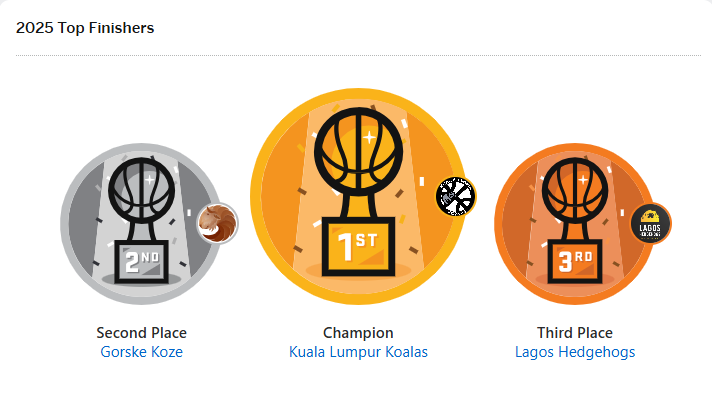 2025 Top Finishers
2ND
1ST
3RD
LAGOS
HEDGEHOGS
Second Place
Gorske Koze
Champion
Kuala Lumpur Koalas
Third Place
Lagos Hedgehogs